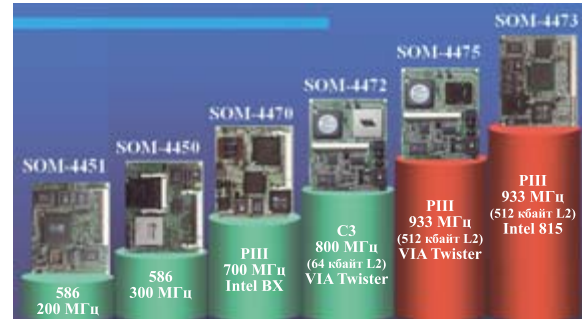 SOM-4451
586
200 МГц
SOM-4450
586
300 МГц
SOM-4470
PIII
700 МГц
Intel BX
SOM-4472
C3
800 МГц
(64 кбайт L2)
VIA Twister
SOM-4475
PIII
933 МГц
(512 кбайт L2)
VIA Twister
SOM-4473
PIII
933 МГц
(512 кбайт L2)
Intel 815